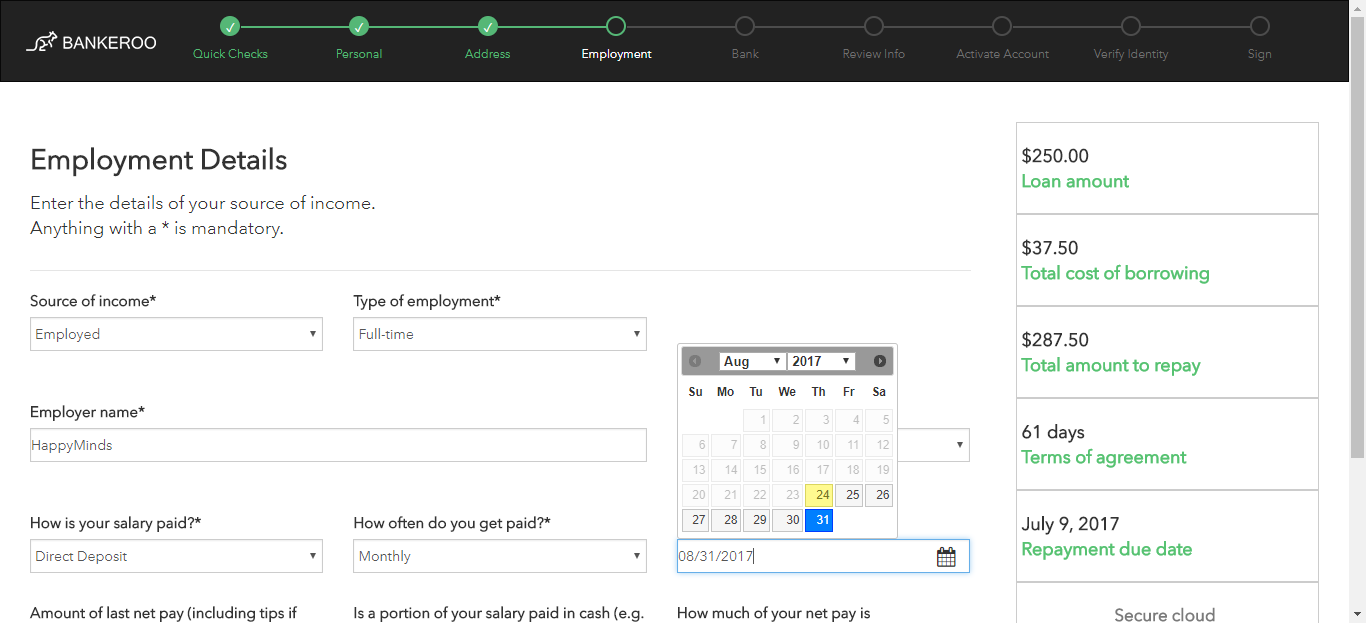 BANKEROO
Quick Checks
Personal
Address
Employment
Bank
Review Info
Activate Account
Verify Identity
Sign
Employment Details
Enter the details of your source of income.
Anything with a * is mandatory.
Source of income*
Type of employment*
Employed
Full-time
Employer name*
HappyMinds
How is your salary paid?*
How often do you get paid?*
Direct Deposit
Monthly
Aug 2017
Su Mo Tu We Th Fr Sa
1 2 3 4 5
6 7 8 9 10 11 12
13 14 15 16 17 18 19
20 21 22 23 24 25 26
27 28 29 30 31
08/31/2017
Amount of last net pay (including tips if
Is a portion of your salary paid in cash (e.g.
How much of your net pay is
$250.00
Loan amount
$37.50
Total cost of borrowing
$287.50
Total amount to repay
61 days
Terms of agreement
July 9, 2017
Repayment due date
Secure cloud